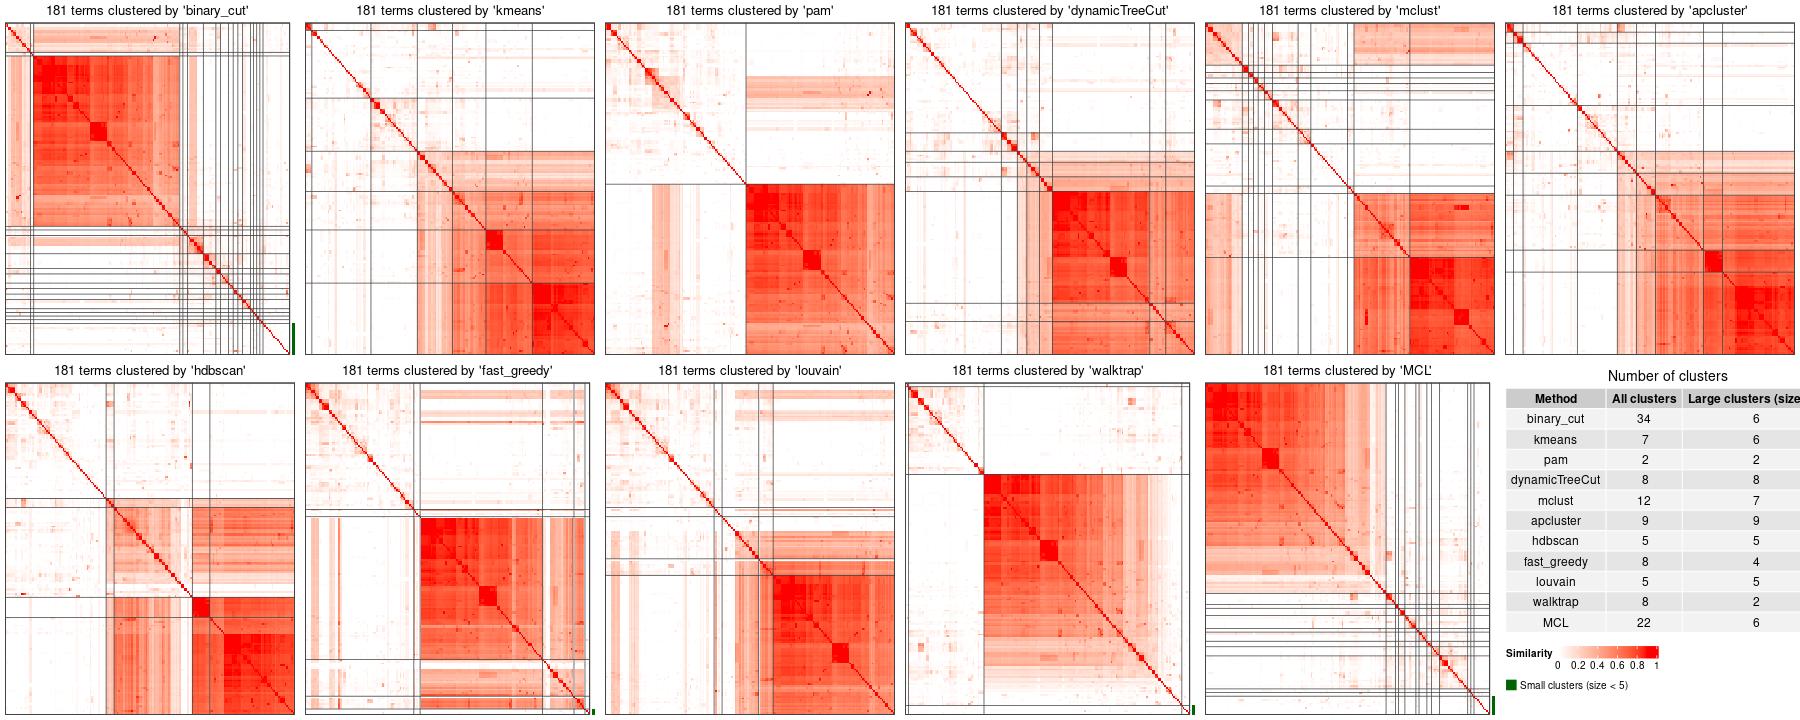 181 terms clustered by 'binary_cut'
181 terms clustered by 'kmeans'
181 terms clustered by 'pam'
181 terms clustered by 'dynamicTreeCut'
181 terms clustered by 'mclust'
181 terms clustered by 'apcluster'
181 terms clustered by 'hdbscan'
181 terms clustered by 'fast_greedy'
181 terms clustered by 'louvain'
181 terms clustered by 'walktrap'
181 terms clustered by 'MCL'
Number of clusters
Method All clusters Large clusters (size
binary_cut 34 6
kmeans 7 6
pam 2 2
dynamicTreeCut 8 8
mclust 12 7
apcluster 9 9
hdbscan 5 5
fast_greedy 8 4
louvain 5 5
walktrap 8 2
MCL 22 6
Similarity
0 0.2 0.4 0.6 0.8 1
Small clusters (size < 5)